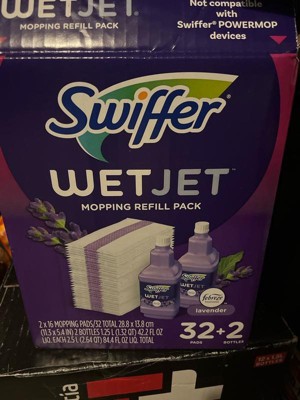 WETJET
MOPPING REFILL PACK
Not compatible
with
Swiffer® POWERMOP
devices
Swiffer
WETJET™
MOPPING REFILL PACK
Swiffer
WETJET
febreze
lavender
2 x 16 MOPPING PADS/32 TOTAL 28.8 x 13.8 cm
(11.3 x 5.4 IN) 2 BOTTLES 1.25 L (1.32 QT) 42.2 FL OZ
LIQ. EACH 2.5 L (2.64 QT) 84.4 FL OZ LIQ. TOTAL
32+2
PADS BOTTLES